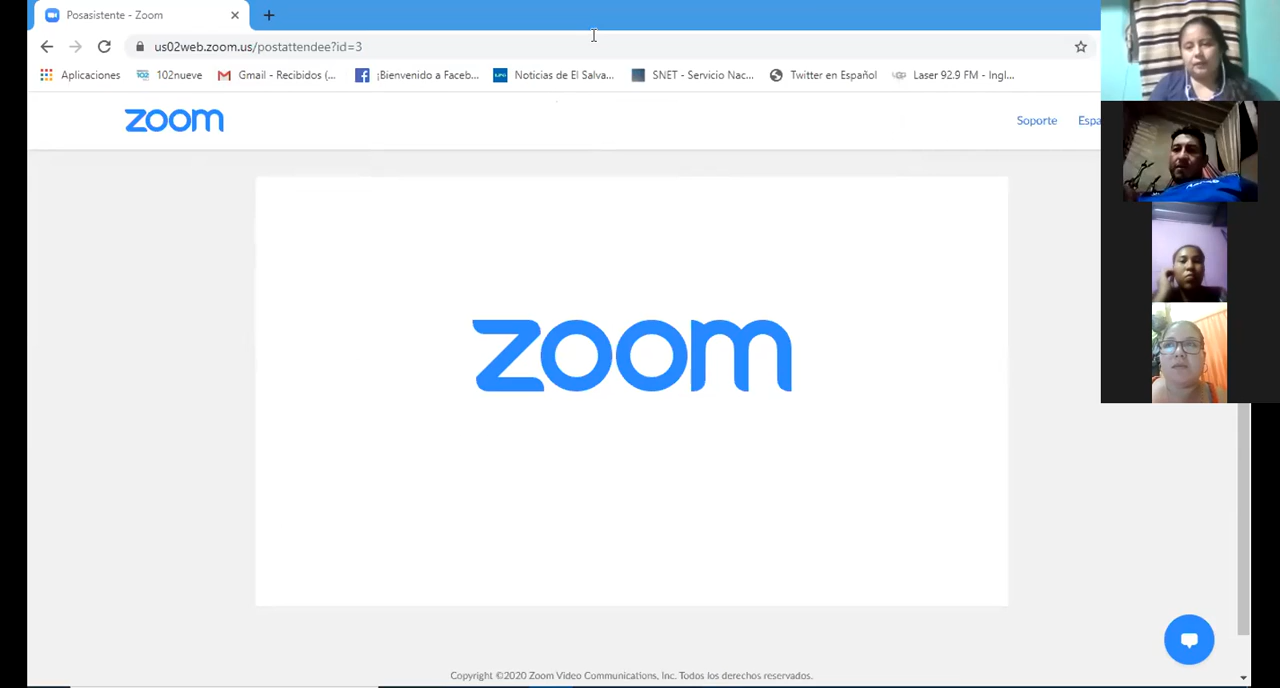 Posasistente - Zoom
us02web.zoom.us/postattendee?id=3
Aplicaciones 102nueve Gmail - Recibidos (... ¡Bienvenido a Faceb... Noticias de El Salva... SNET - Servicio Nac... Twitter en Español Laser 92.9 FM - Ingl...
zoom
Soporte Espa
zoom
Copyright ©2020 Zoom Video Communications, Inc. Todos los derechos reservados.